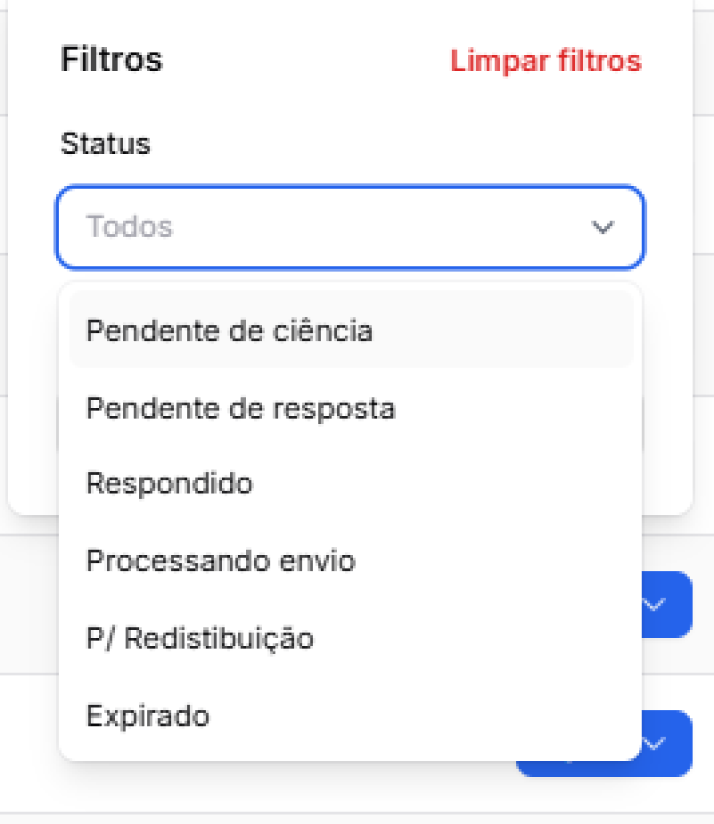 Filtros
Limpar filtros
Status
Todos
Pendente de ciência
Pendente de resposta
Respondido
Processando envio
P/ Redistibuição
Expirado